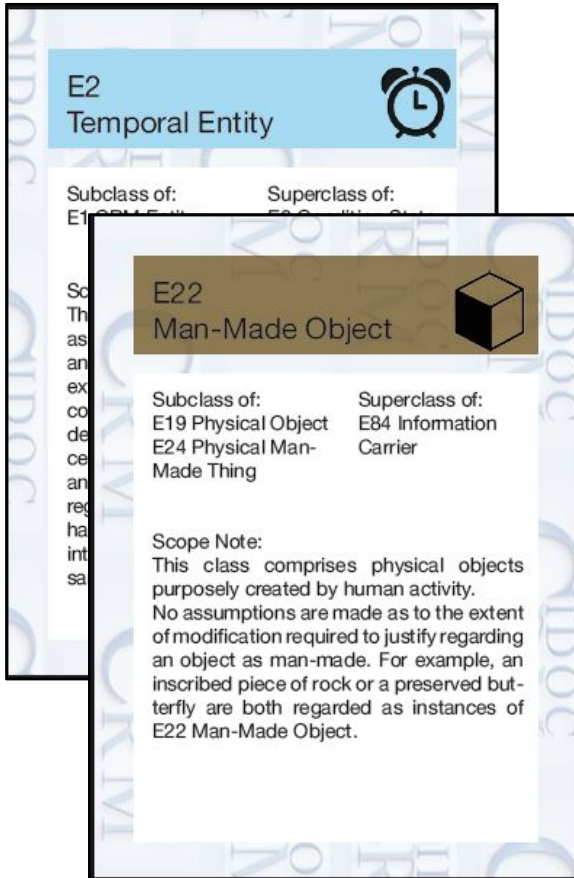 E2
Temporal Entity
Subclass of:
Superclass of:
E22
Man-Made Object
Subclass of:
Superclass of:
E19 Physical Object
E84 Information
E24 Physical Man-
Carrier
Made Thing
Scope Note:
This class comprises physical objects
purposely created by human activity.
No assumptions are made as to the extent
of modification required to justify regarding
an object as man-made. For example, an
inscribed piece of rock or a preserved but-
terfly are both regarded as instances of
E22 Man-Made Object.